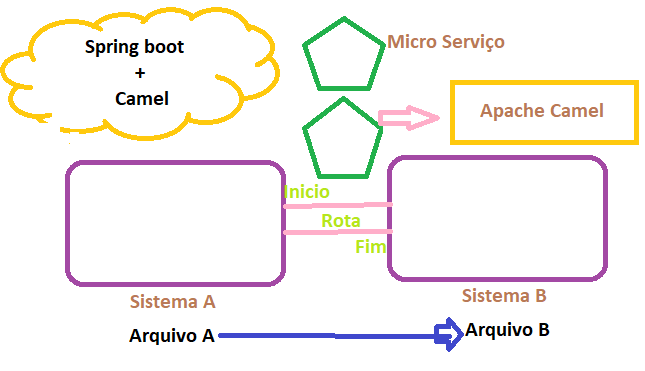 Spring boot
+
Camel
Micro Serviço
Apache Camel
Inicio
Rota
Fim
Sistema A
Sistema B
Arquivo A
Arquivo B